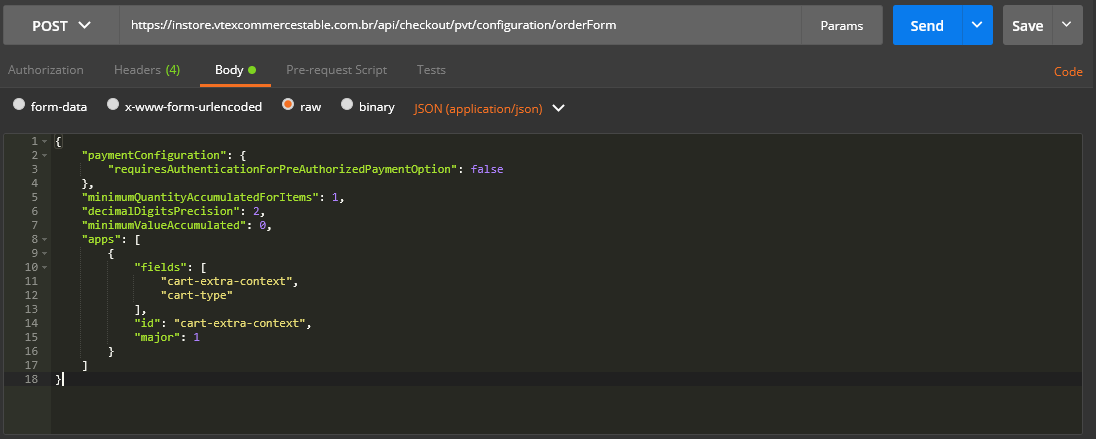 POST https://instore.vtexcommercestable.com.br/api/checkout/pvt/configuration/orderForm Params Send Save
Authorization Headers (4) Body Pre-request Script Tests Code
form-data x-www-form-urlencoded raw binary JSON (application/json)
1 {
2 "paymentConfiguration": {
3 "requiresAuthenticationForPreAuthorizedPaymentOption": false
4 },
5 "minimumQuantityAccumulatedForItems": 1,
6 "decimalDigitsPrecision": 2,
7 "minimumValueAccumulated": 0,
8 "apps": [
9 {
10 "fields": [
11 "cart-extra-context",
12 "cart-type"
13 ],
14 "id": "cart-extra-context",
15 "major": 1
16 }
17 ]
18 }